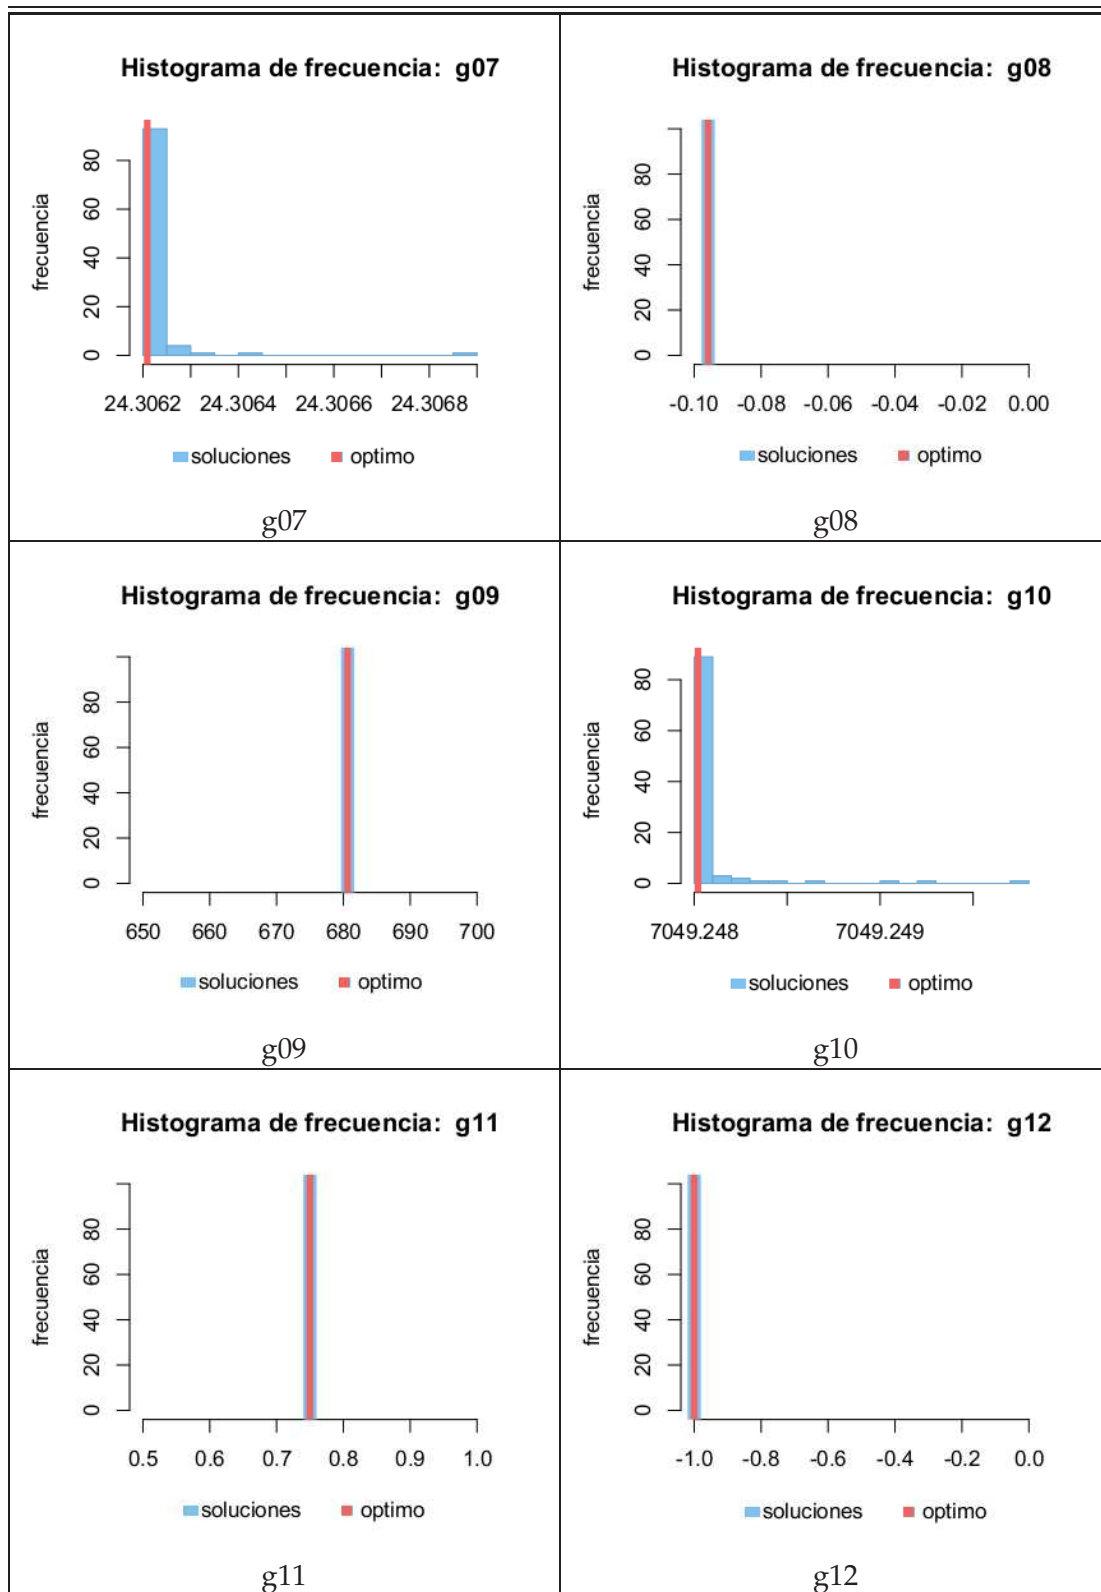 Histograma de frecuencia: g07
frecuencia
0 20 40 60 80
24.3062 24.3064 24.3066 24.3068
soluciones optimo
g07
Histograma de frecuencia: g08
frecuencia
0 20 40 60 80
-0.10 -0.08 -0.06 -0.04 -0.02 0.00
soluciones optimo
g08
Histograma de frecuencia: g09
frecuencia
0 20 40 60 80
650 660 670 680 690 700
soluciones optimo
g09
Histograma de frecuencia: g10
frecuencia
0 20 40 60 80
7049.248 7049.249
soluciones optimo
g10
Histograma de frecuencia: g11
frecuencia
0 20 40 60 80
0.5 0.6 0.7 0.8 0.9 1.0
soluciones optimo
g11
Histograma de frecuencia: g12
frecuencia
0 20 40 60 80
-1.0 -0.8 -0.6 -0.4 -0.2 0.0
soluciones optimo
g12